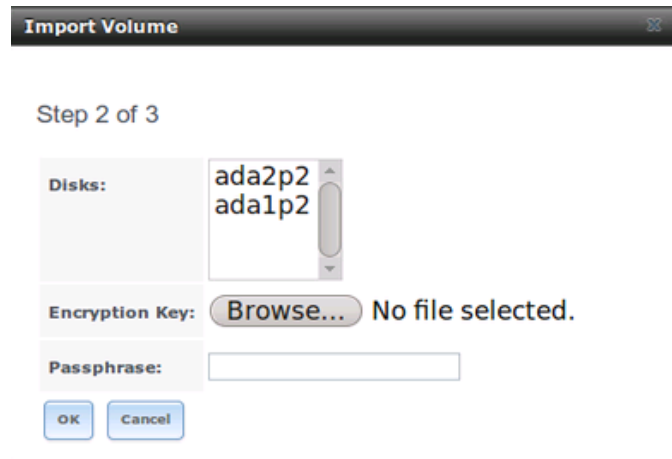 Import Volume
Step 2 of 3
Disks:
ada2p2
ada1p2
Encryption Key: Browse... No file selected.
Passphrase:
OK Cancel